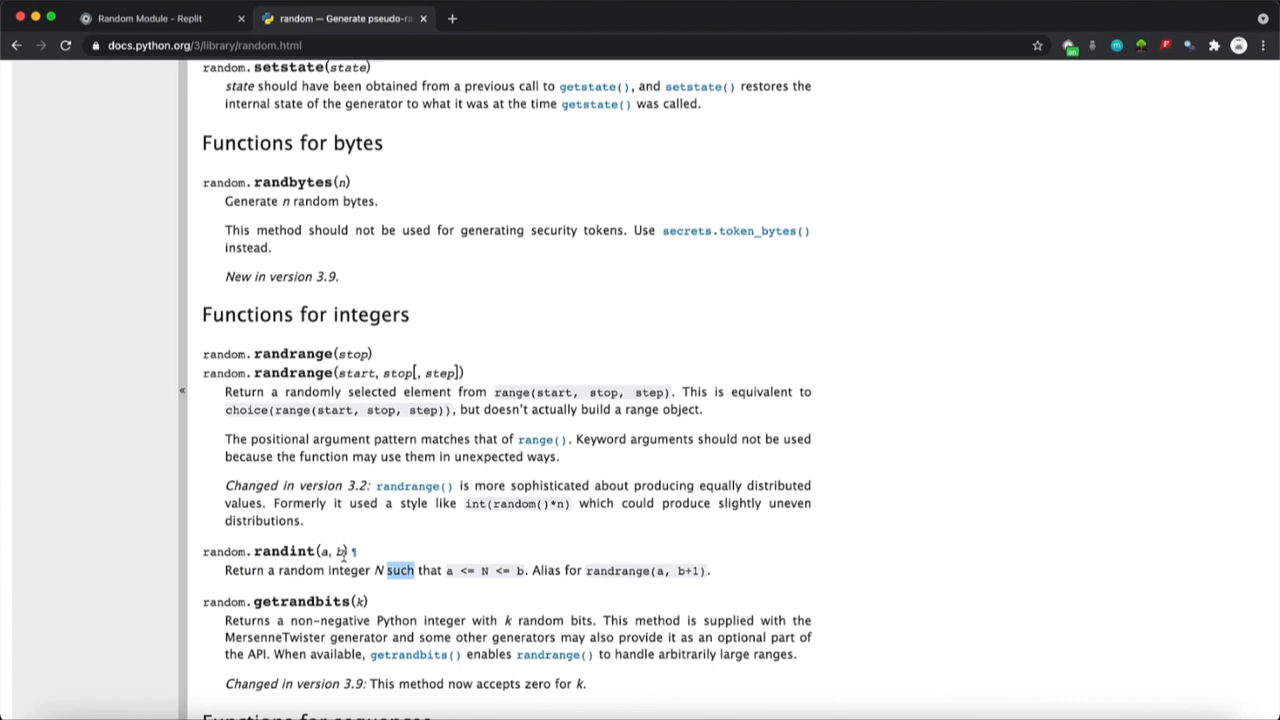 Random Module - Replit
random — Generate pseudo-ra
docs.python.org/3/library/random.html
random.setstate(state)
state should have been obtained from a previous call to getstate(), and setstate() restores the
internal state of the generator to what it was at the time getstate() was called.
Functions for bytes
random.randbytes(n)
Generate n random bytes.
This method should not be used for generating security tokens. Use secrets.token_bytes()
instead.
New in version 3.9.
Functions for integers
random.randrange(stop)
random.randrange(start, stop[, step])
Return a randomly selected element from range(start, stop, step). This is equivalent to
choice(range(start, stop, step)), but doesn't actually build a range object.
The positional argument pattern matches that of range(). Keyword arguments should not be used
because the function may use them in unexpected ways.
Changed in version 3.2: randrange() is more sophisticated about producing equally distributed
values. Formerly it used a style like int(random()*n) which could produce slightly uneven
distributions.
«
random.randint(a, b) ¶
Return a random integer N such that a <= N <= b. Alias for randrange(a, b+1).
random.getrandbits(k)
Returns a non-negative Python integer with k random bits. This method is supplied with the
MersenneTwister generator and some other generators may also provide it as an optional part of
the API. When available, getrandbits() enables randrange() to handle arbitrarily large ranges.
Changed in version 3.9: This method now accepts zero for k.
Functions for sequences